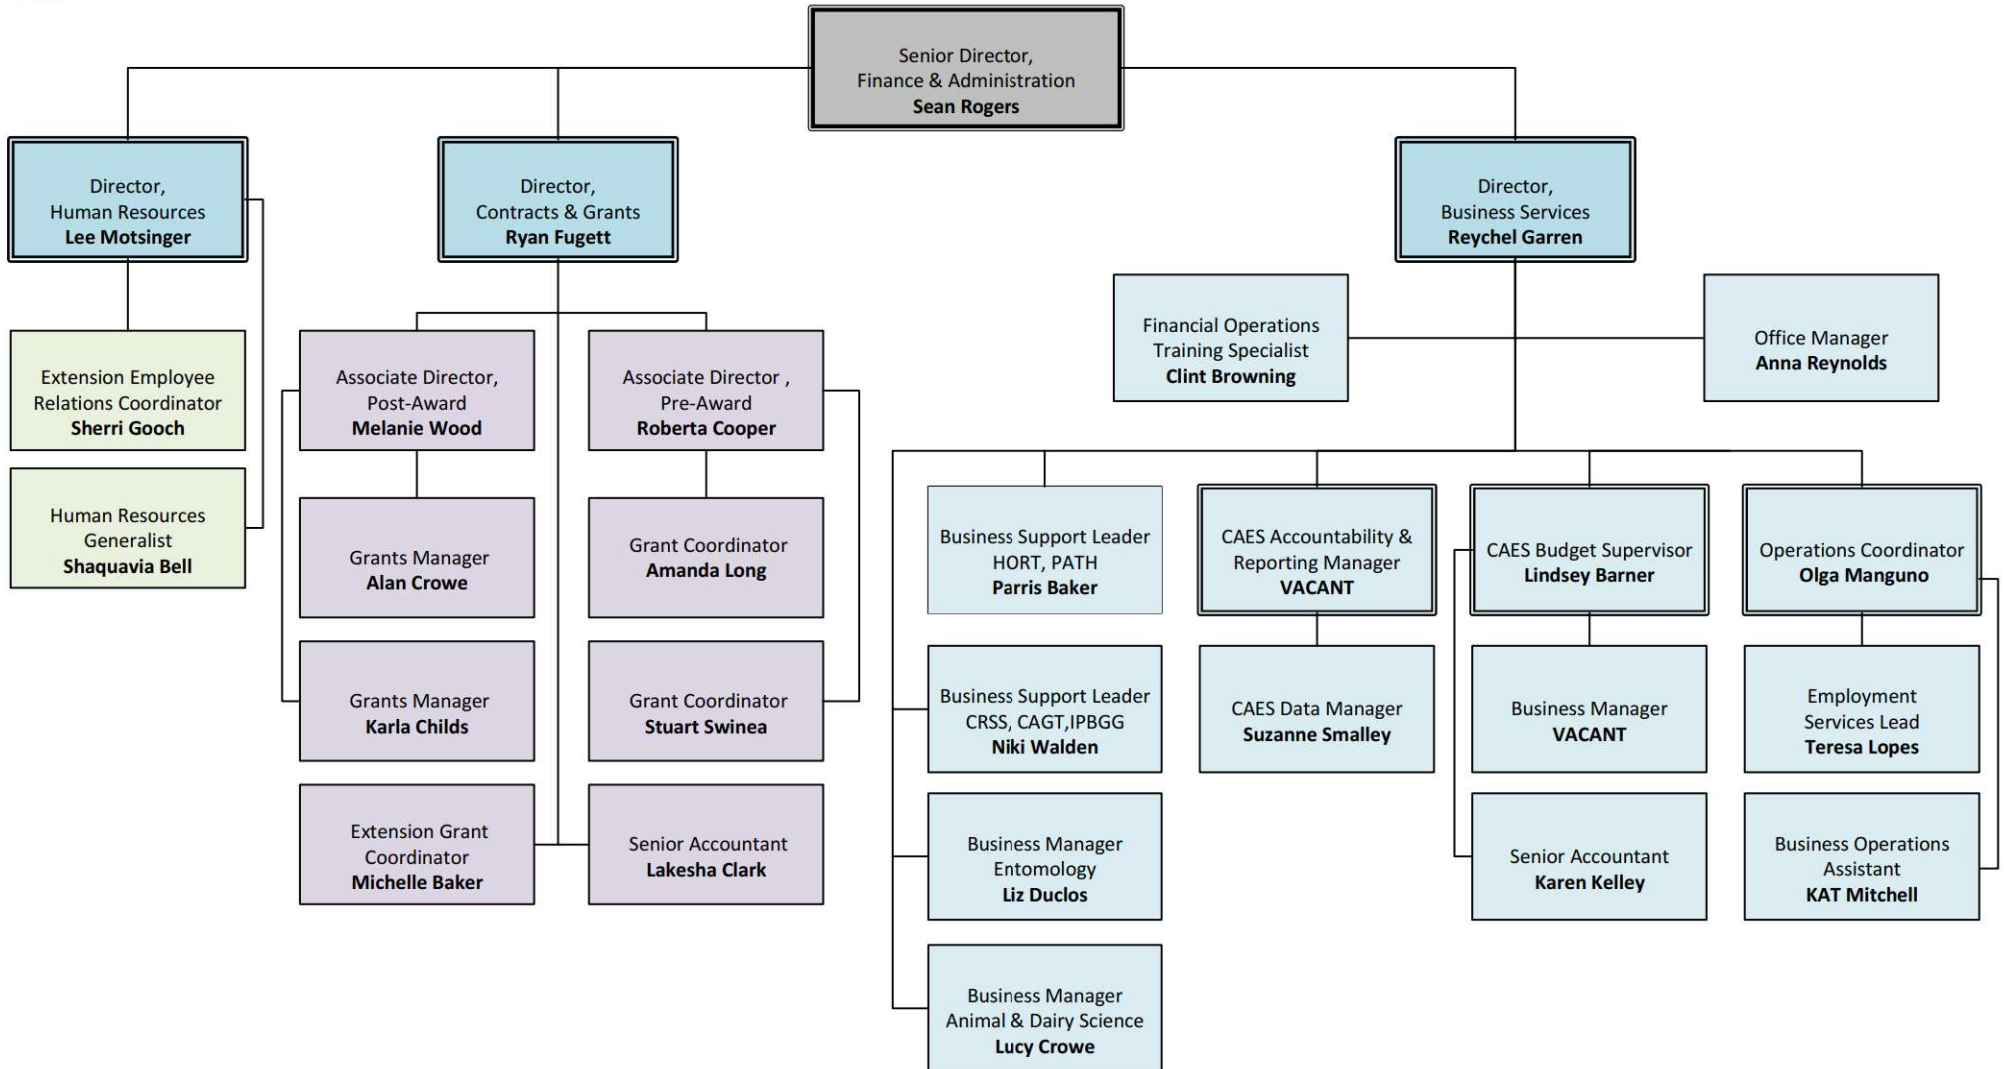 Senior Director,
Finance & Administration
Sean Rogers
Director,
Human Resources
Lee Motsinger
Director,
Contracts & Grants
Ryan Fugett
Director,
Business Services
Reychel Garren
Financial Operations
Training Specialist
Clint Browning
Office Manager
Anna Reynolds
Extension Employee
Relations Coordinator
Sherri Gooch
Human Resources
Generalist
Shaquavia Bell
Associate Director,
Post-Award
Melanie Wood
Associate Director ,
Pre-Award
Roberta Cooper
Grants Manager
Alan Crowe
Grant Coordinator
Amanda Long
Grants Manager
Karla Childs
Grant Coordinator
Stuart Swinea
Extension Grant
Coordinator
Michelle Baker
Senior Accountant
Lakesha Clark
Business Support Leader
HORT, PATH
Parris Baker
CAES Accountability &
Reporting Manager
VACANT
CAES Budget Supervisor
Lindsey Barner
Operations Coordinator
Olga Manguno
Business Support Leader
CRSS, CAGT,IPBGG
Niki Walden
CAES Data Manager
Suzanne Smalley
Business Manager
VACANT
Employment
Services Lead
Teresa Lopes
Business Manager
Entomology
Liz Duclos
Senior Accountant
Karen Kelley
Business Operations
Assistant
KAT Mitchell
Business Manager
Animal & Dairy Science
Lucy Crowe